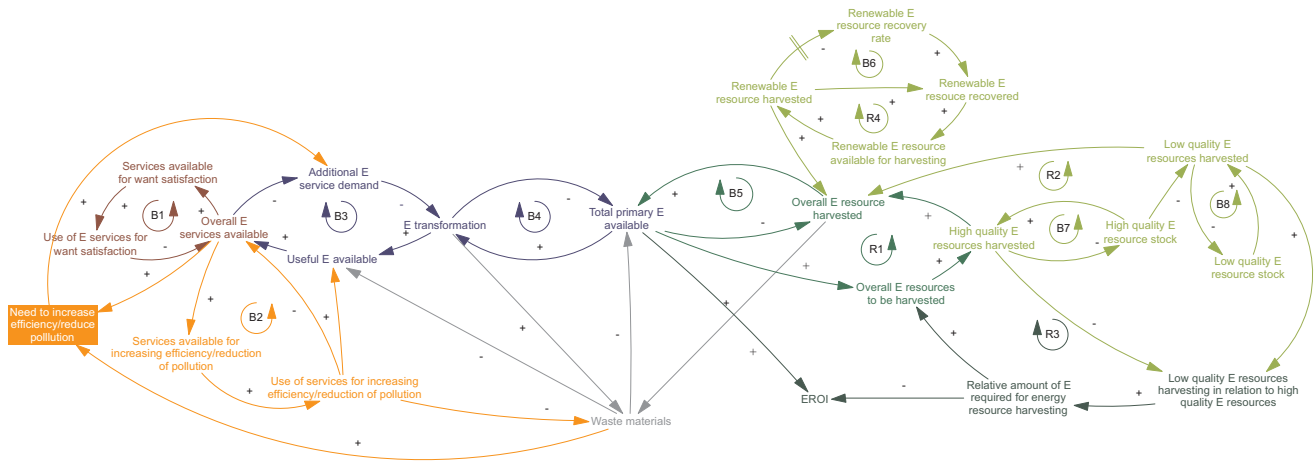 Renewable E
resource recovery
rate
B6
Renewable E
resource harvested
Renewable E
resouce recovered
R4
Renewable E resource
available for harvesting
Low quality E
resources harvested
R2
B8
Services available
for want satisfaction
Additional E
service demand
B1
B3
B4
B5
Overall E
services available
E transformation
Total primary E
available
Overall E resource
harvested
High quality E
resources harvested
B7
High quality E
resource stock
Use of E services for
want satisfaction
Useful E available
R1
Low quality E
resource stock
Overall E resources
to be harvested
Need to increase
efficiency/reduce
polllution
B2
Services available for
increasing efficiency/reduction
of pollution
R3
Use of services for increasing
efficiency/reduction of pollution
Waste materials
EROI
Relative amount of E
required for energy
resource harvesting
Low quality E resources
harvesting in relation to high
quality E resources